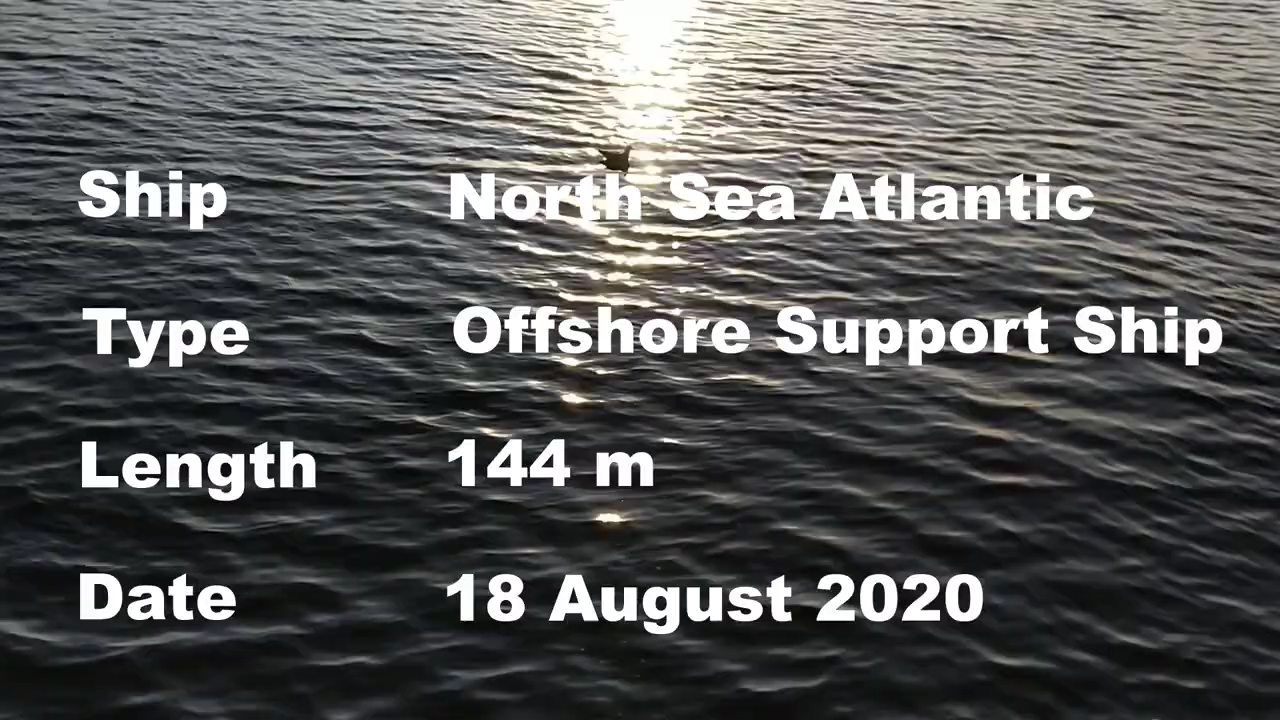 Ship North Sea Atlantic
Type Offshore Support Ship
Length 144 m
Date 18 August 2020